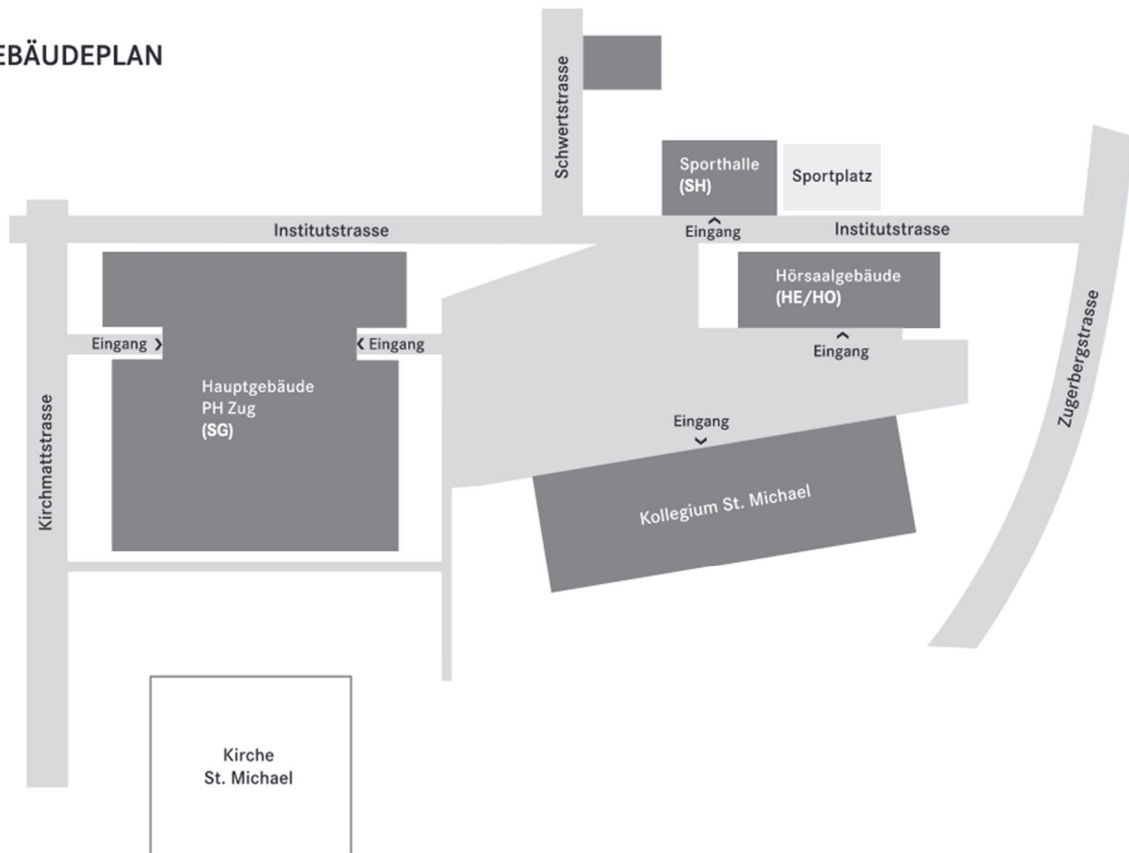 EBÄUDEPLAN
Schwertstrasse
Sporthalle
(SH)
Sportplatz
Institutstrasse
Eingang
Institutstrasse
Hörsaalgebäude
(HE/HO)
Eingang
Eingang
Eingang
Hauptgebäude
PH Zug
(SG)
Eingang
Kollegium St. Michael
Kirchmattstrasse
Zugerbergstrasse
Kirche
St. Michael